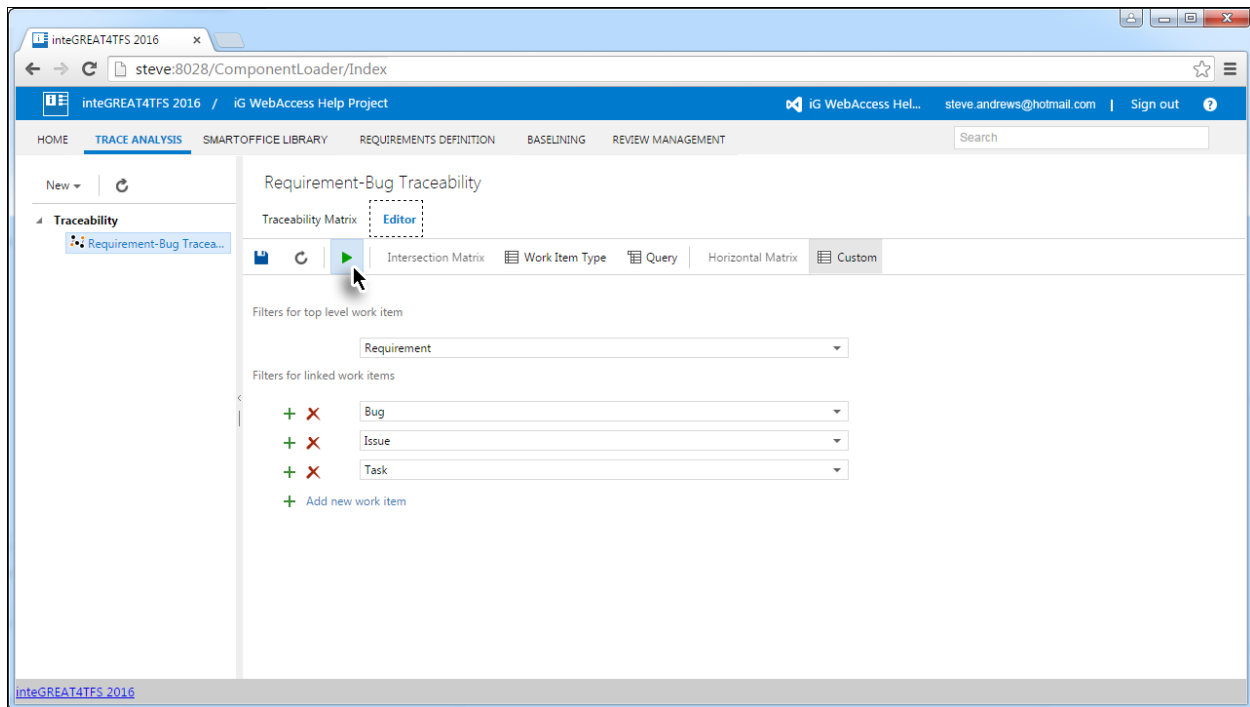 inteGREAT4TFS 2016
steve:8028/ComponentLoader/Index
inteGREAT4TFS 2016 / iG WebAccess Help Project iG WebAccess Hel... steve.andrews@hotmail.com | Sign out ?
HOME TRACE ANALYSIS SMARTOFFICE LIBRARY REQUIREMENTS DEFINITION BASELINING REVIEW MANAGEMENT Search
New Requirement-Bug Traceability
Traceability Traceability Matrix Editor
Requirement-Bug Tracea... Intersection Matrix Work Item Type Query Horizontal Matrix Custom
Filters for top level work item
Requirement
Filters for linked work items
Bug
Issue
Task
Add new work item
inteGREAT4TFS 2016